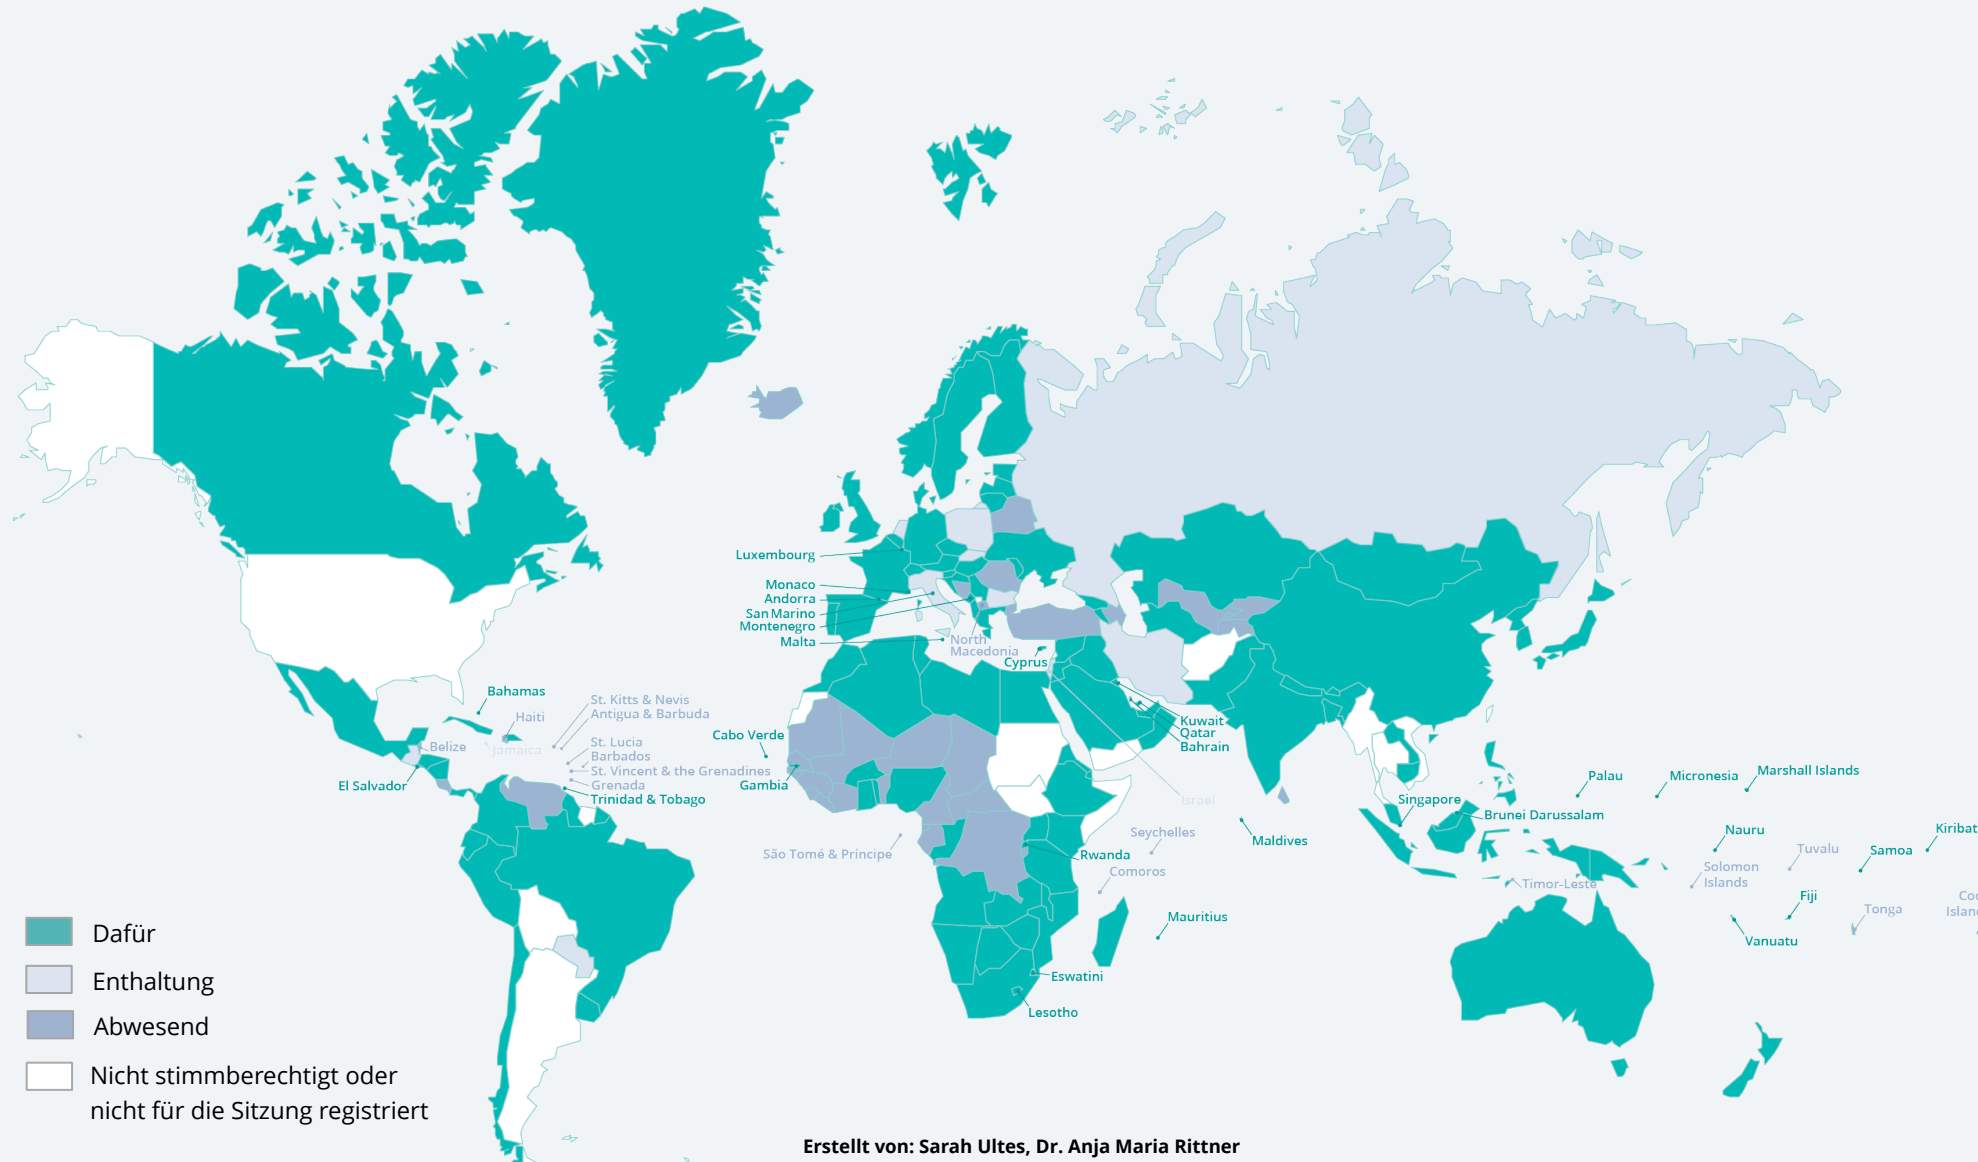 Luxembourg
Monaco
Andorra
San Marino
Montenegro
Malta
North
Macedonia
Cyprus
Bahamas
Haiti
St. Kitts & Nevis
Antigua & Barbuda
Belize
Jamaica
St. Lucia
Barbados
St. Vincent & the Grenadines
Grenada
Trinidad & Tobago
El Salvador
Cabo Verde
Gambia
São Tomé & Príncipe
Kuwait
Qatar
Bahrain
Israel
Seychelles
Rwanda
Comoros
Maldives
Mauritius
Eswatini
Lesotho
Singapore
Brunei Darussalam
Palau
Micronesia
Marshall Islands
Nauru
Kiribat
Tuvalu
Samoa
Solomon
Islands
Timor-Leste
Fiji
Tonga
Coo
Islan
Vanuatu
Dafür
Enthaltung
Abwesend
Nicht stimmberechtigt oder
nicht für die Sitzung registriert
Erstellt von: Sarah Ultes, Dr. Anja Maria Rittner